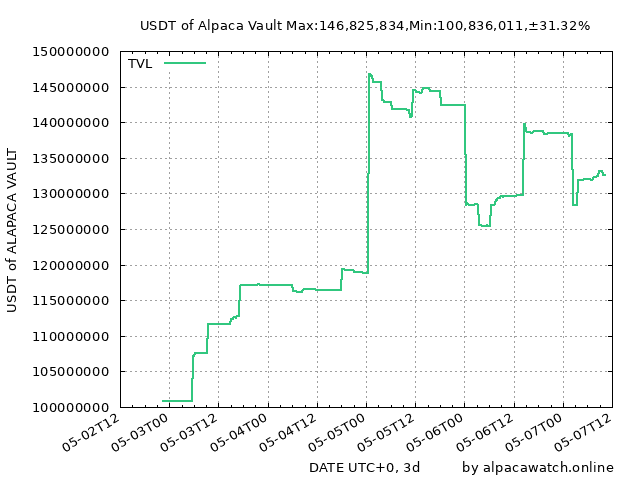 USDT of Alpaca Vault Max:146,825,834,Min:100,836,011,±31.32%
150000000
145000000
140000000
135000000
130000000
125000000
120000000
115000000
110000000
105000000
100000000
TVL
USDT of ALAPACA VAULT
05-02T12
05-03T00
05-03T12
05-04T00
05-04T12
05-05T00
05-05T12
05-06T00
05-06T12
05-07T00
05-07T12
DATE UTC+0, 3d
by alpacawatch.online